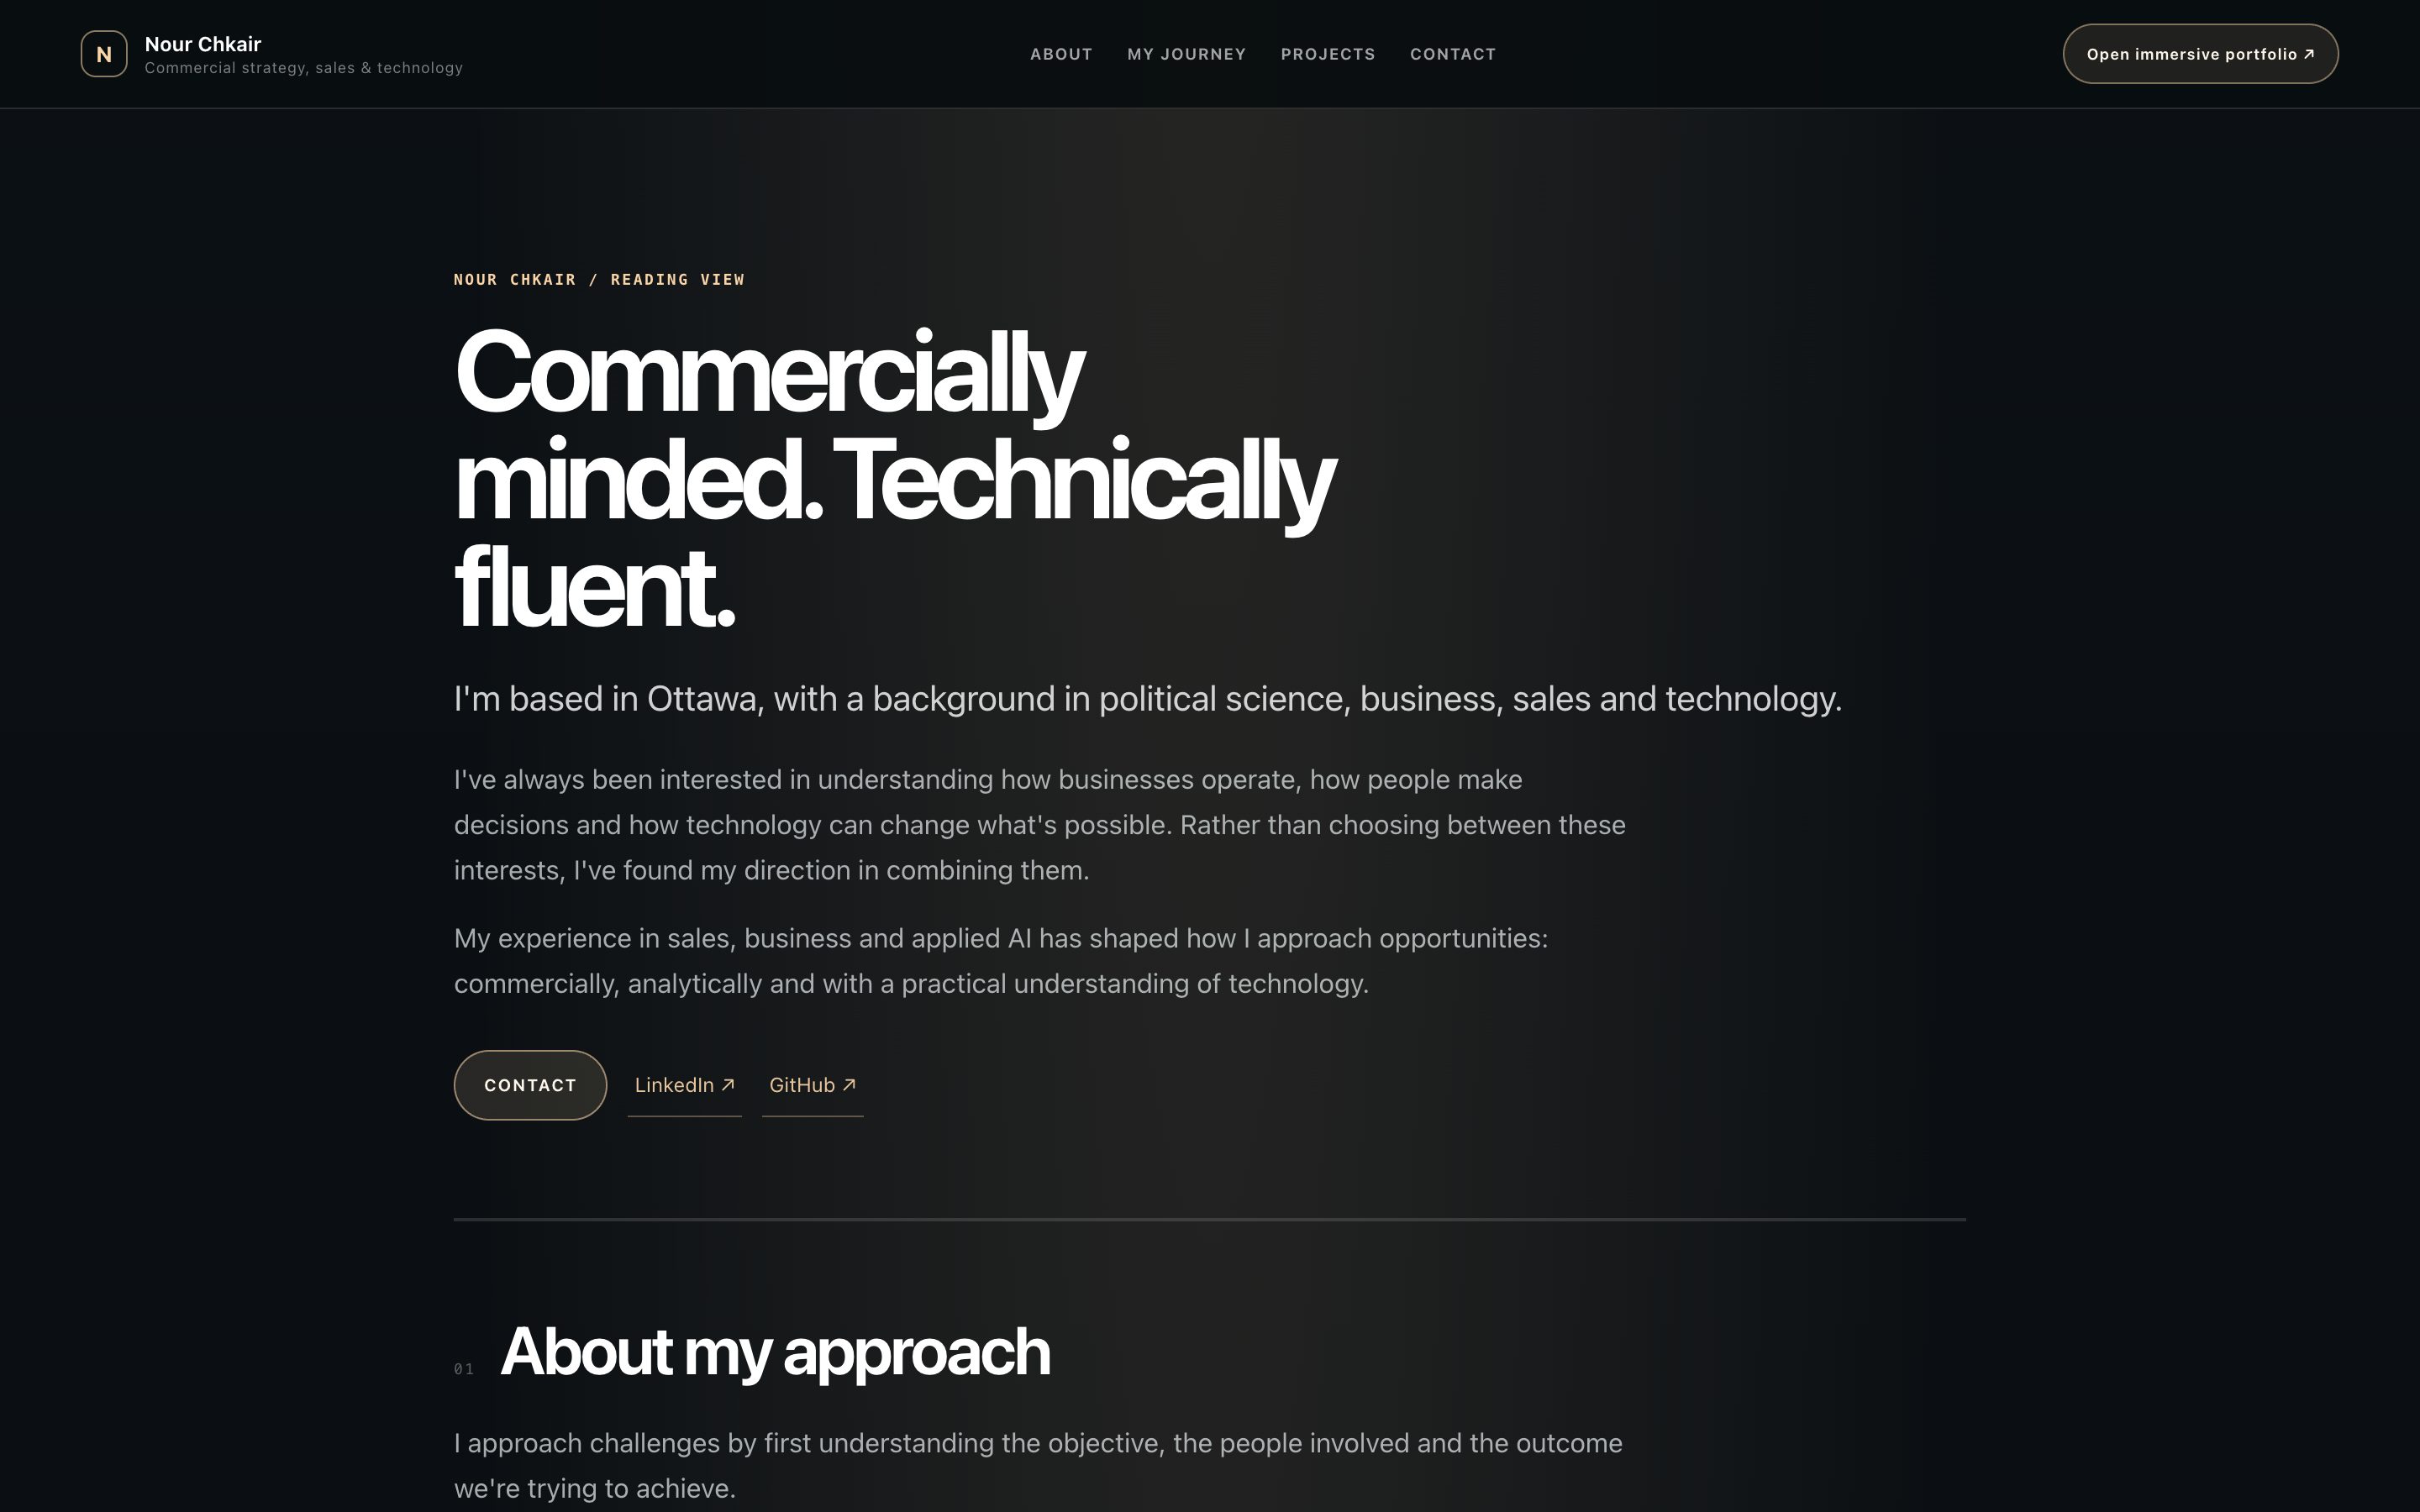 N
Nour Chkair
Commercial strategy, sales & technology
ABOUT
MY JOURNEY
PROJECTS
CONTACT
Open immersive portfolio ↗
NOUR CHKAIR / READING VIEW
Commercially
minded. Technically
fluent.
I'm based in Ottawa, with a background in political science, business, sales and technology.
I've always been interested in understanding how businesses operate, how people make
decisions and how technology can change what's possible. Rather than choosing between these
interests, I've found my direction in combining them.
My experience in sales, business and applied AI has shaped how I approach opportunities:
commercially, analytically and with a practical understanding of technology.
CONTACT
LinkedIn ↗
GitHub ↗
01 About my approach
I approach challenges by first understanding the objective, the people involved and the outcome
we're trying to achieve.